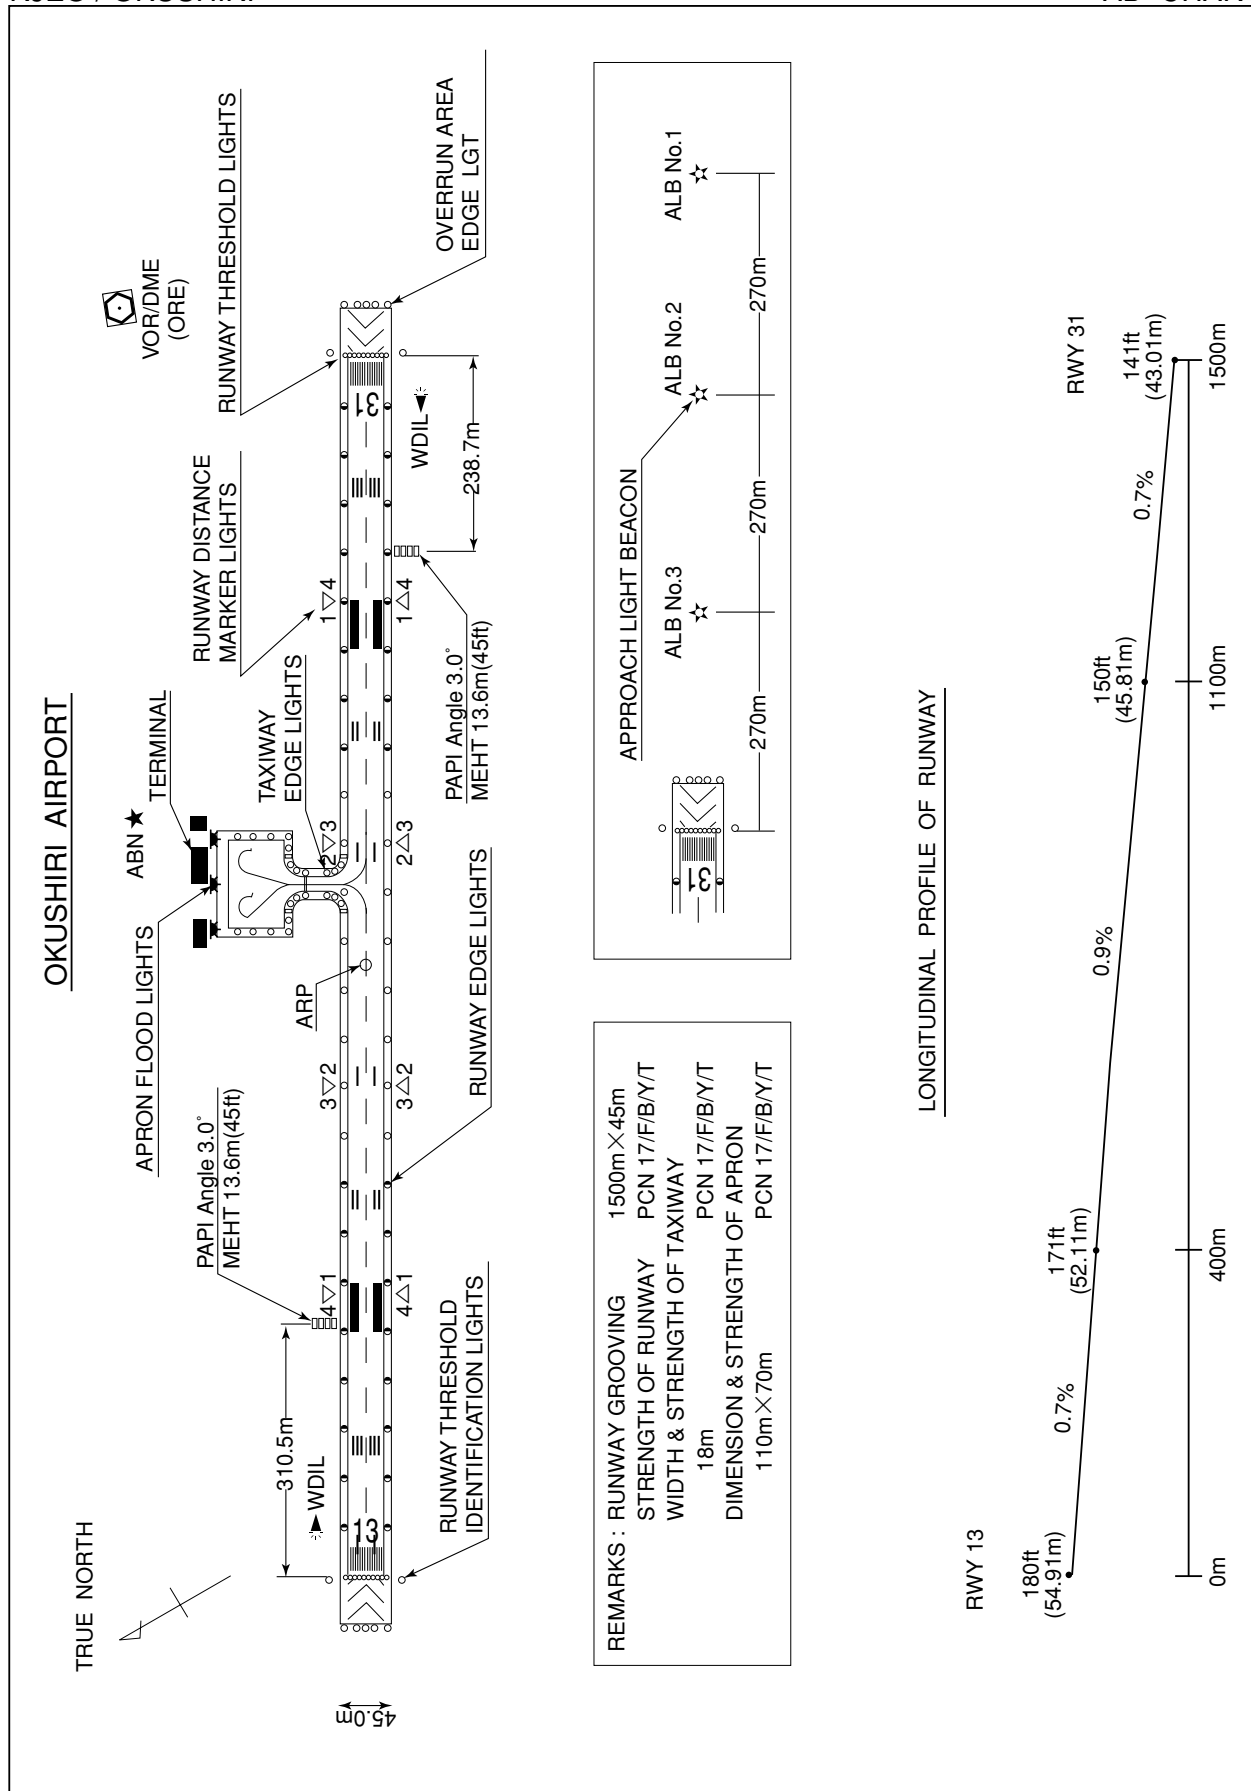 OKUSHIRI AIRPORT
TRUE NORTH
45.0m
310.5m
WDIL
13
RUNWAY THRESHOLD
IDENTIFICATION LIGHTS
PAPI Angle 3.0°
MEHT 13.6m(45ft)
4 1
4 1
APRON FLOOD LIGHTS
3 2
3 2
RUNWAY EDGE LIGHTS
ARP
ABN
TERMINAL
TAXIWAY
EDGE LIGHTS
2 3
2 3
RUNWAY DISTANCE
MARKER LIGHTS
1 4
1 4
PAPI Angle 3.0°
MEHT 13.6m(45ft)
RUNWAY THRESHOLD LIGHTS
31
WDIL
238.7m
VOR/DME
(ORE)
OVERRUN AREA
EDGE LGT
REMARKS : RUNWAY GROOVING 1500m×45m
STRENGTH OF RUNWAY PCN 17/F/B/Y/T
WIDTH & STRENGTH OF TAXIWAY
18m PCN 17/F/B/Y/T
DIMENSION & STRENGTH OF APRON
110m×70m PCN 17/F/B/Y/T
APPROACH LIGHT BEACON
ALB No.3
ALB No.2
ALB No.1
31
270m
270m
270m
LONGITUDINAL PROFILE OF RUNWAY
RWY 13
RWY 31
180ft
(54.91m)
0.7%
171ft
(52.11m)
0.9%
150ft
(45.81m)
0.7%
141ft
(43.01m)
0m
400m
1100m
1500m